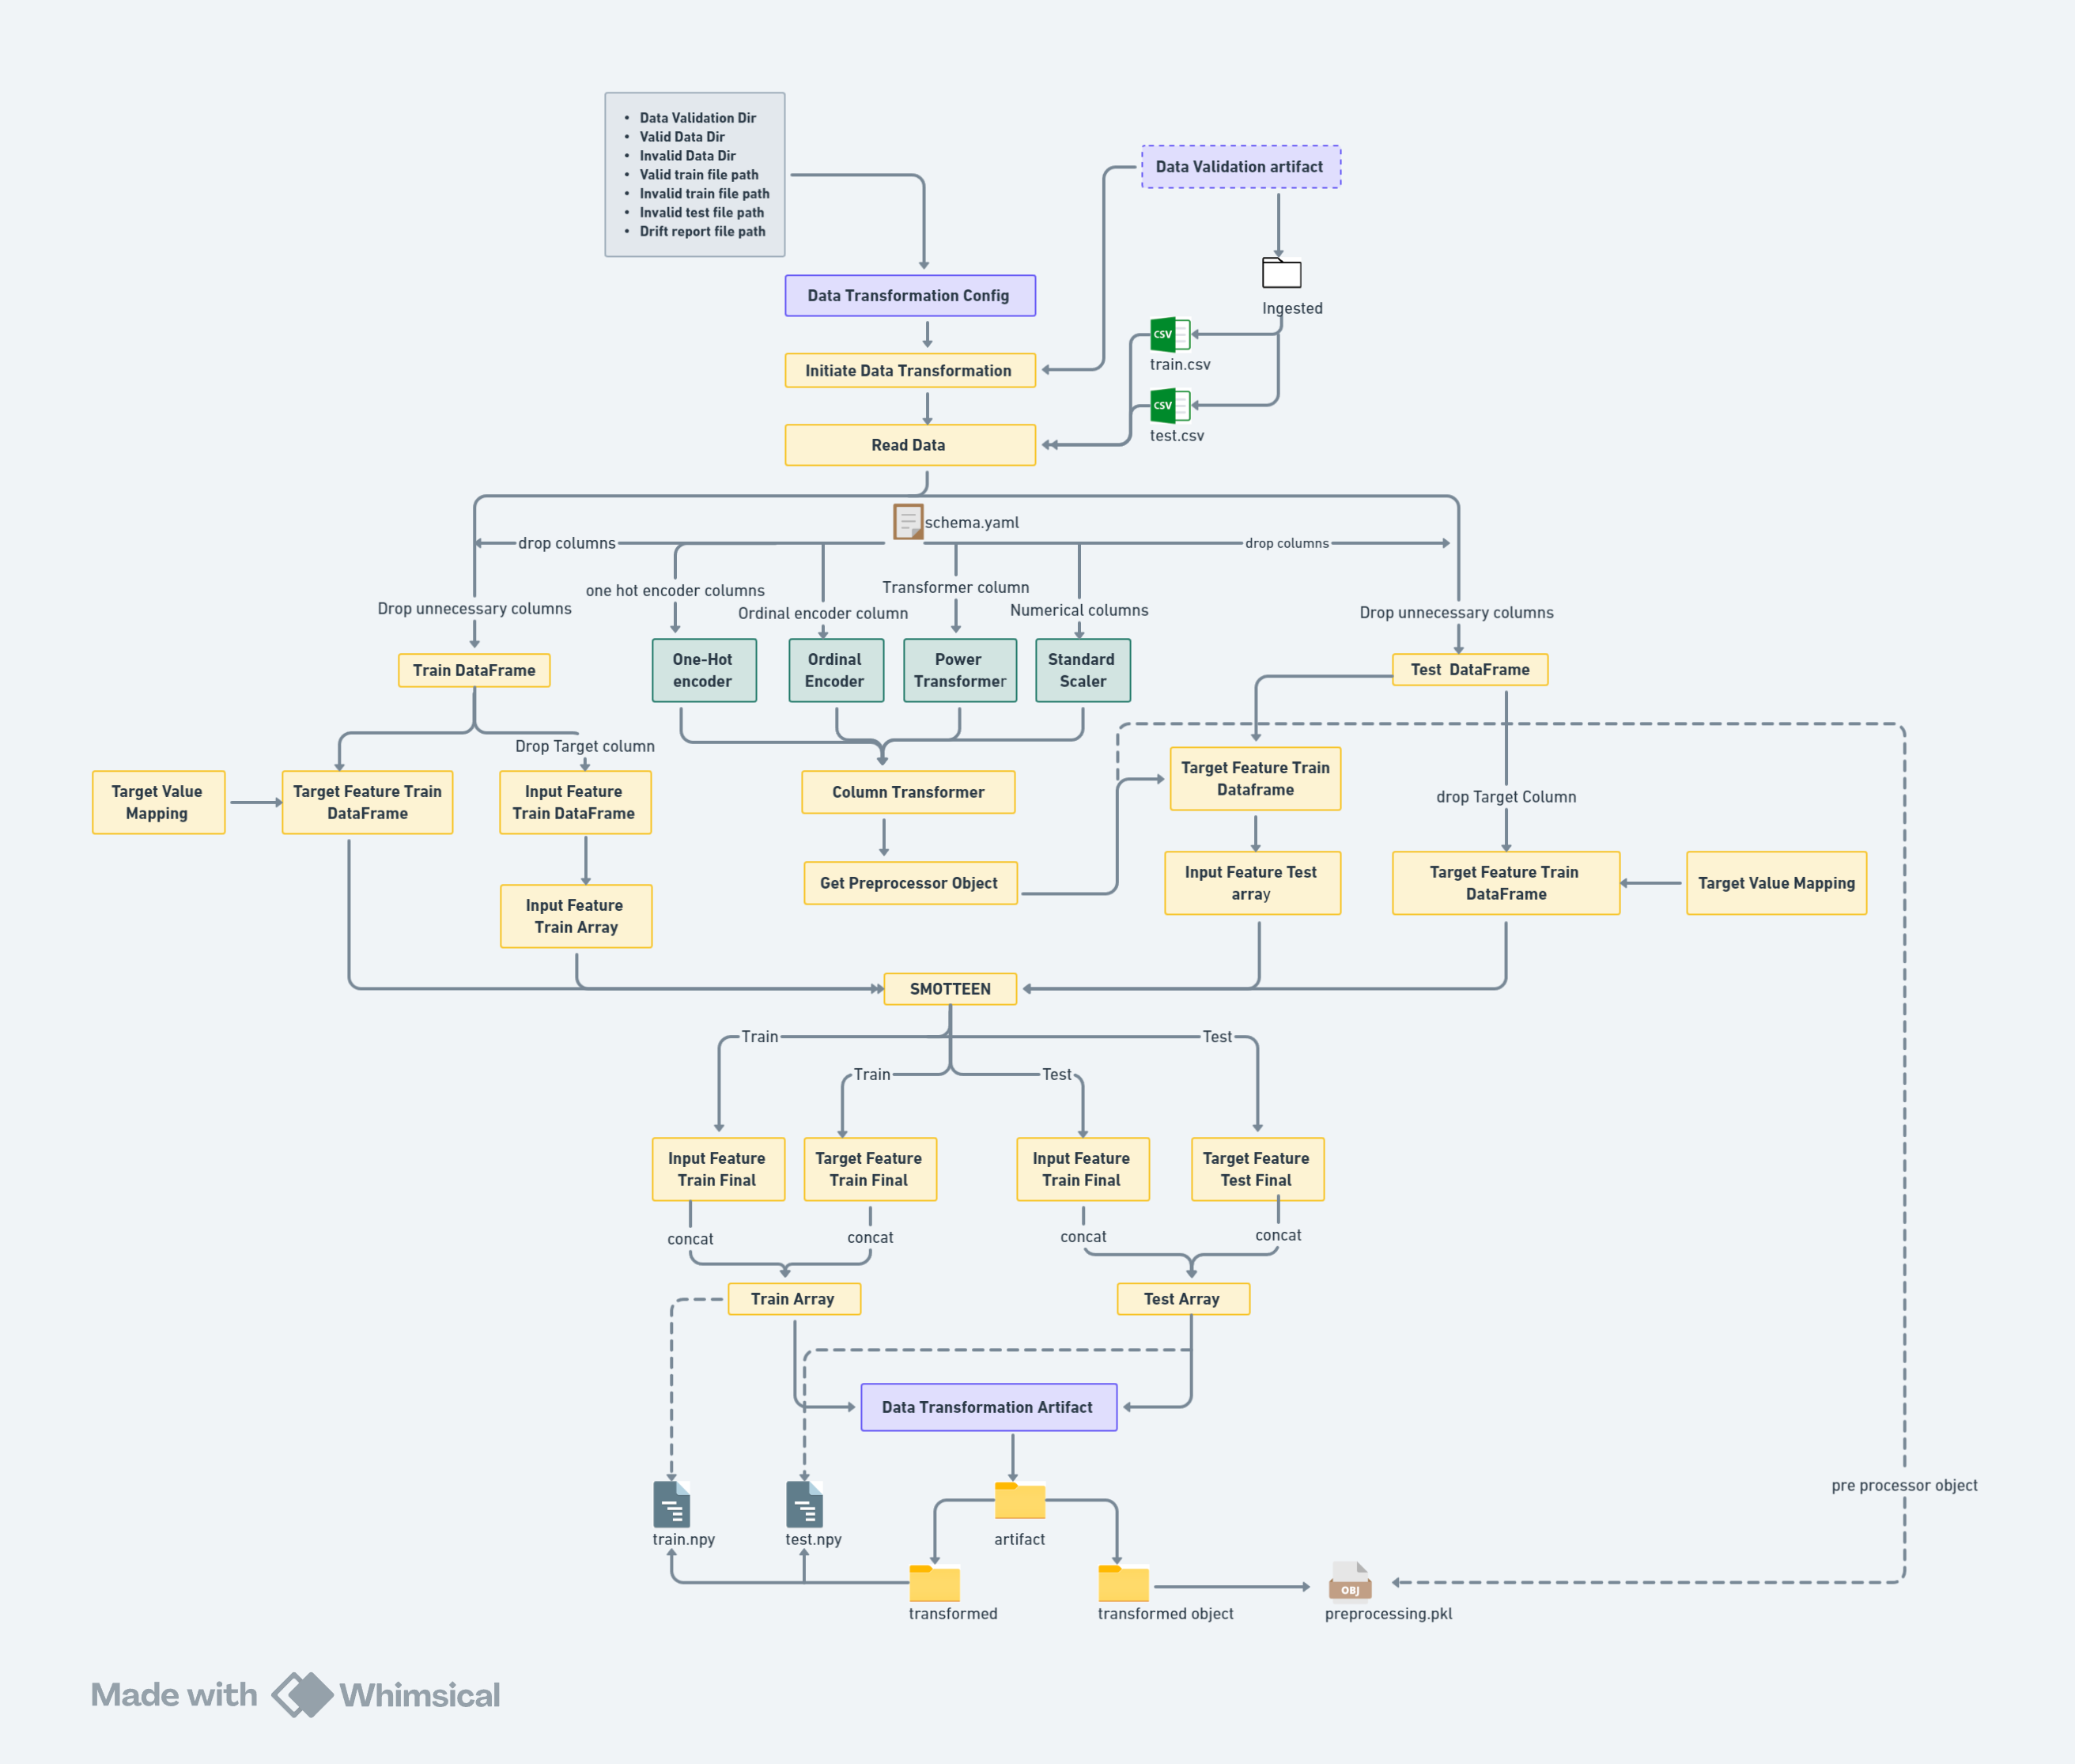 • Data Validation Dir
• Valid Data Dir
• Invalid Data Dir
• Valid train file path
• Invalid train file path
• Invalid test file path
• Drift report file path
Data Validation artifact
Ingested
Data Transformation Config
CSV
train.csv
Initiate Data Transformation
CSV
test.csv
Read Data
schema.yaml
drop columns
drop columns
one hot encoder columns
Transformer column
Drop unnecessary columns
Ordinal encoder column
Numerical columns
Drop unnecessary columns
Train DataFrame
One-Hot
encoder
Ordinal
Encoder
Power
Transformer
Standard
Scaler
Test DataFrame
Drop Target column
Target Value
Mapping
Target Feature Train
DataFrame
Input Feature
Train DataFrame
Column Transformer
Target Feature Train
Dataframe
drop Target Column
Get Preprocessor Object
Input Feature Test
array
Target Feature Train
DataFrame
Target Value Mapping
Input Feature
Train Array
SMOTTEEN
Train
Test
Train
Test
Input Feature
Train Final
Target Feature
Train Final
Input Feature
Train Final
Target Feature
Test Final
concat
concat
concat
concat
Train Array
Test Array
Data Transformation Artifact
pre processor object
train.npy
test.npy
artifact
OBJ
transformed
transformed object
preprocessing.pkl
Made with Whimsical